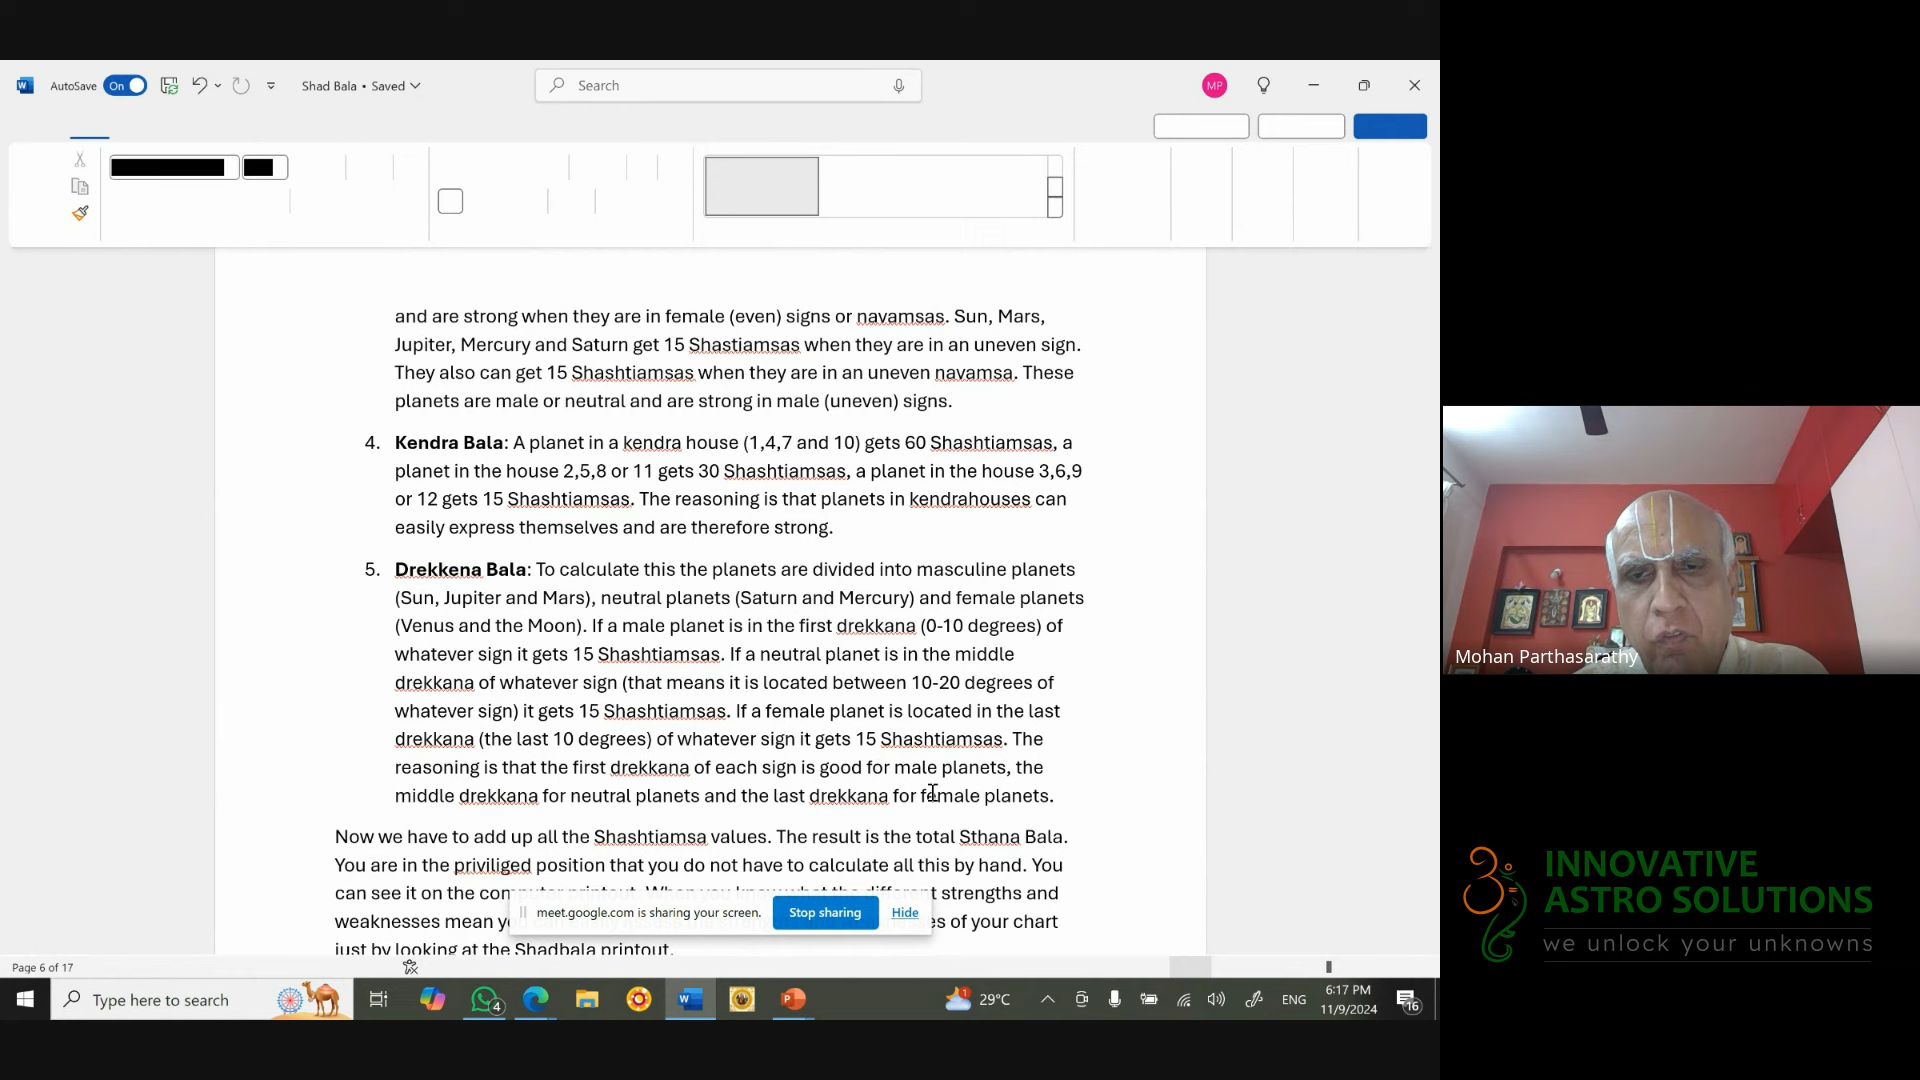 AutoSave On Shad Bala • Saved Search MP
and are strong when they are in female (even) signs or navamsas. Sun, Mars,
Jupiter, Mercury and Saturn get 15 Shastiamsas when they are in an uneven sign.
They also can get 15 Shashtiamsas when they are in an uneven navamsa. These
planets are male or neutral and are strong in male (uneven) signs.
4. Kendra Bala: A planet in a kendra house (1,4,7 and 10) gets 60 Shashtiamsas, a
planet in the house 2,5,8 or 11 gets 30 Shashtiamsas, a planet in the house 3,6,9
or 12 gets 15 Shashtiamsas. The reasoning is that planets in kendrahouses can
easily express themselves and are therefore strong.
5. Drekkena Bala: To calculate this the planets are divided into masculine planets
(Sun, Jupiter and Mars), neutral planets (Saturn and Mercury) and female planets
(Venus and the Moon). If a male planet is in the first drekkana (0-10 degrees) of
whatever sign it gets 15 Shashtiamsas. If a neutral planet is in the middle
drekkana of whatever sign (that means it is located between 10-20 degrees of
whatever sign) it gets 15 Shashtiamsas. If a female planet is located in the last
drekkana (the last 10 degrees) of whatever sign it gets 15 Shashtiamsas. The
reasoning is that the first drekkana of each sign is good for male planets, the
middle drekkana for neutral planets and the last drekkana for female planets.
Now we have to add up all the Shashtiamsa values. The result is the total Sthana Bala.
You are in the priviliged position that you do not have to calculate all this by hand. You
can see it on the computer printout. When you know what the different strengths and
weaknesses mean you can easily of your chart
just by looking at the Shadbala printout.
meet.google.com is sharing your screen. Stop sharing Hide
Page 6 of 17
Type here to search 4 1 29°C ENG 6:17 PM 11/9/2024 16
Mohan Parthasarathy
INNOVATIVE
ASTRO SOLUTIONS
we unlock your unknowns